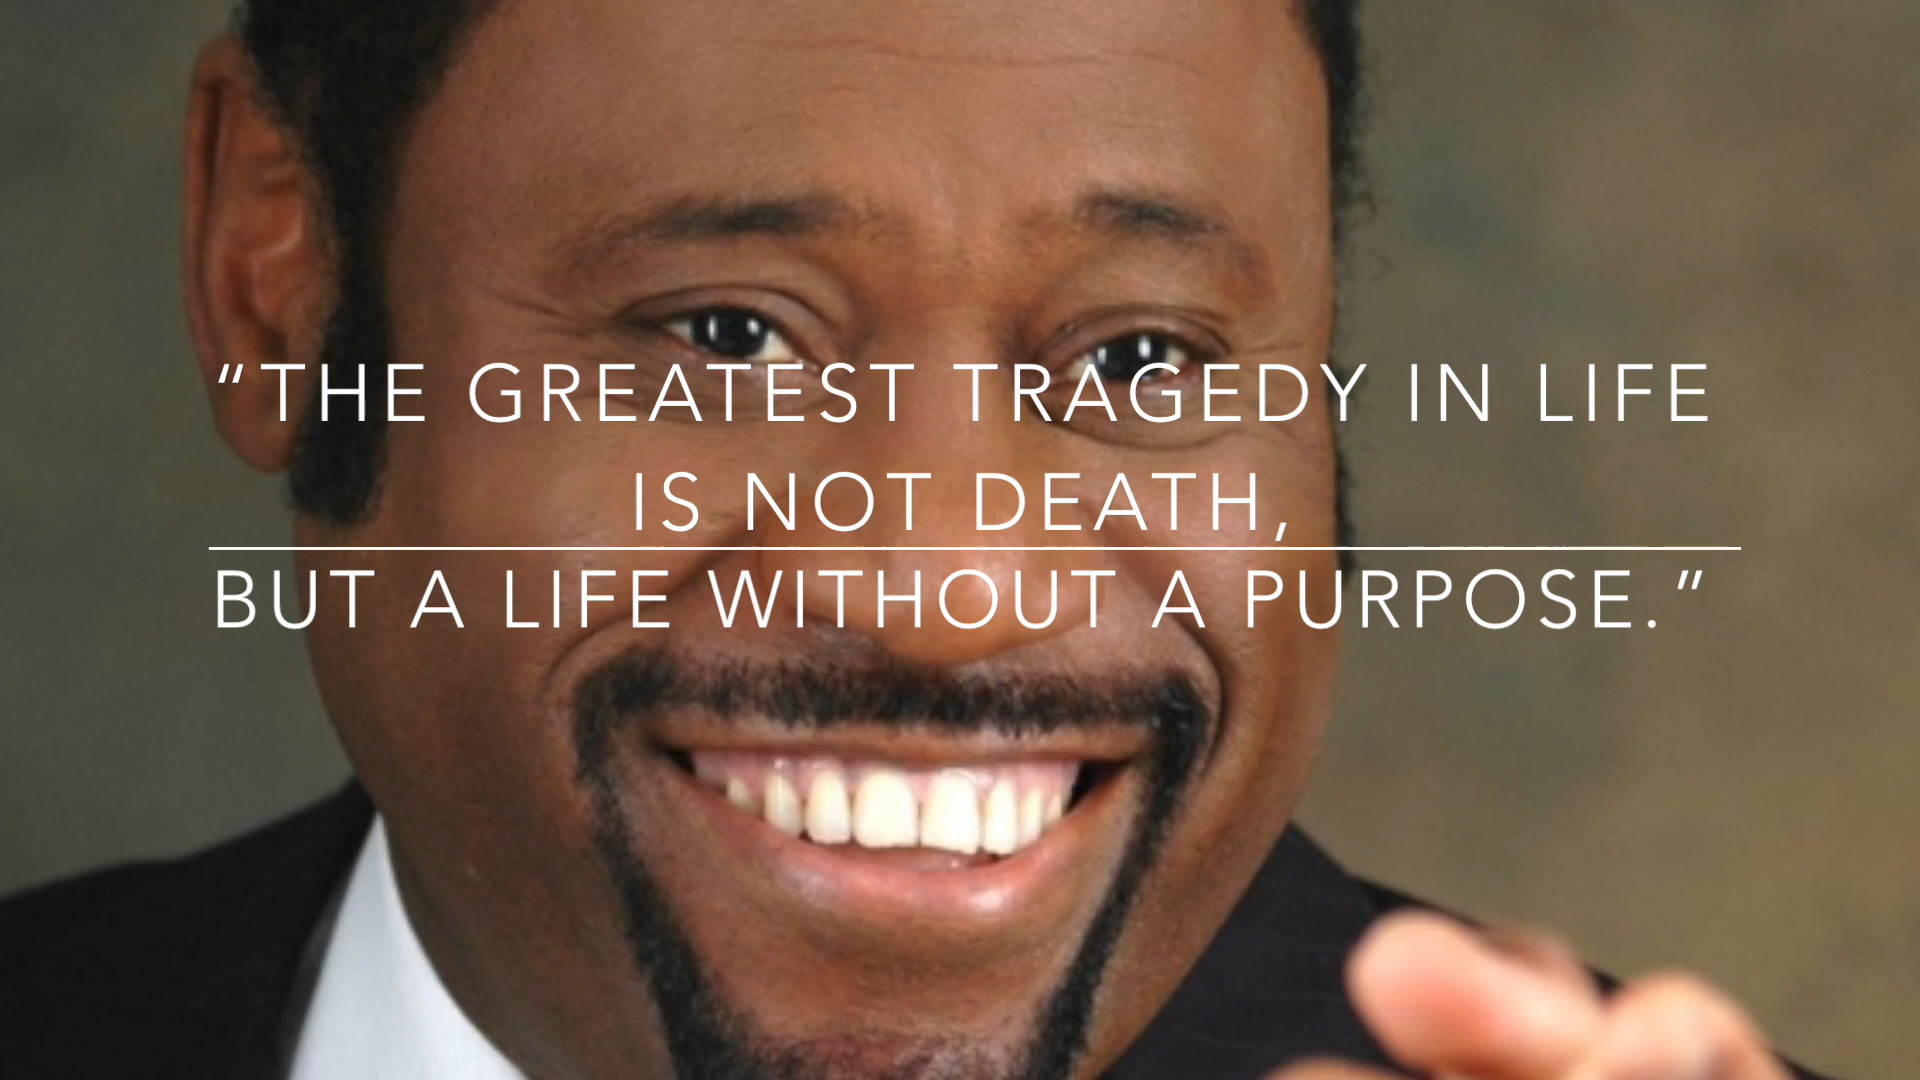 “THE GREATEST TRAGEDY IN LIFE
IS NOT DEATH,
BUT A LIFE WITHOUT A PURPOSE.”